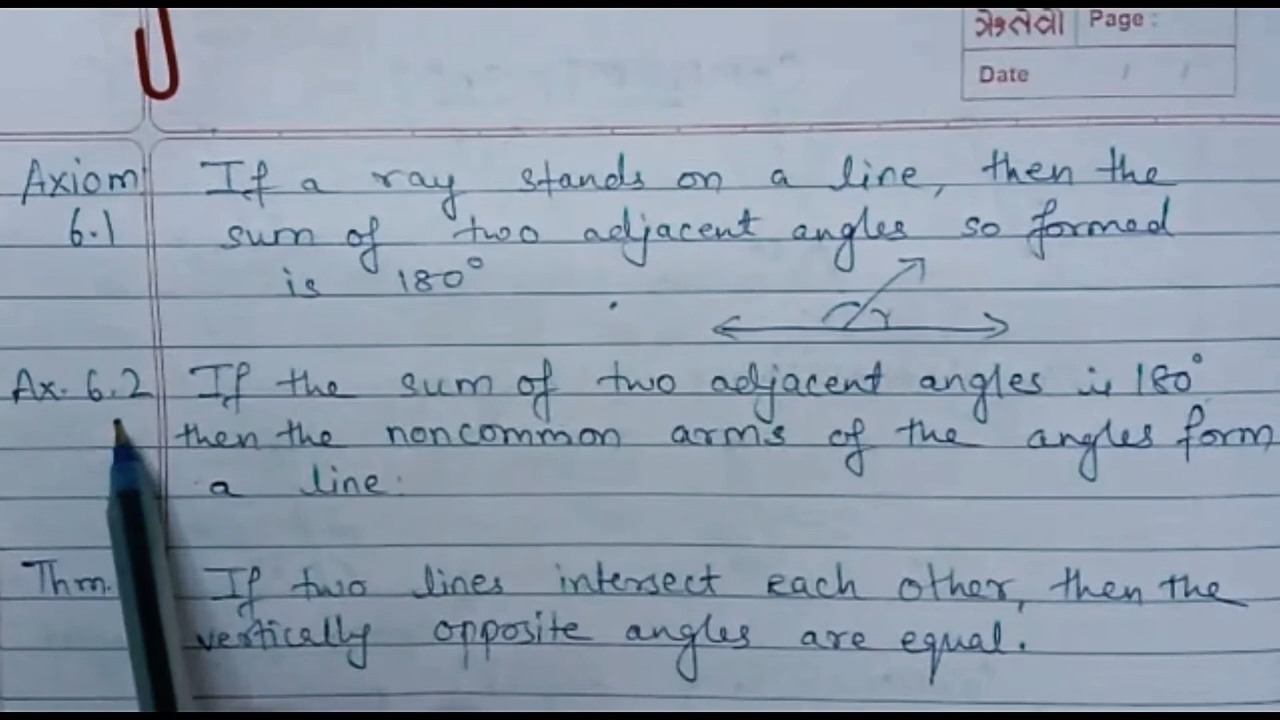 ઋતેવી Page :
Date / /
Axiom If a ray stands on a line, then the
6.1 sum of two adjacent angles so formed
is 180°
Ax. 6.2 If the sum of two adjacent angles is 180°
then the noncommon arms of the angles form
a line.
Thm. If two lines intersect each other, then the
vertically opposite angles are equal.